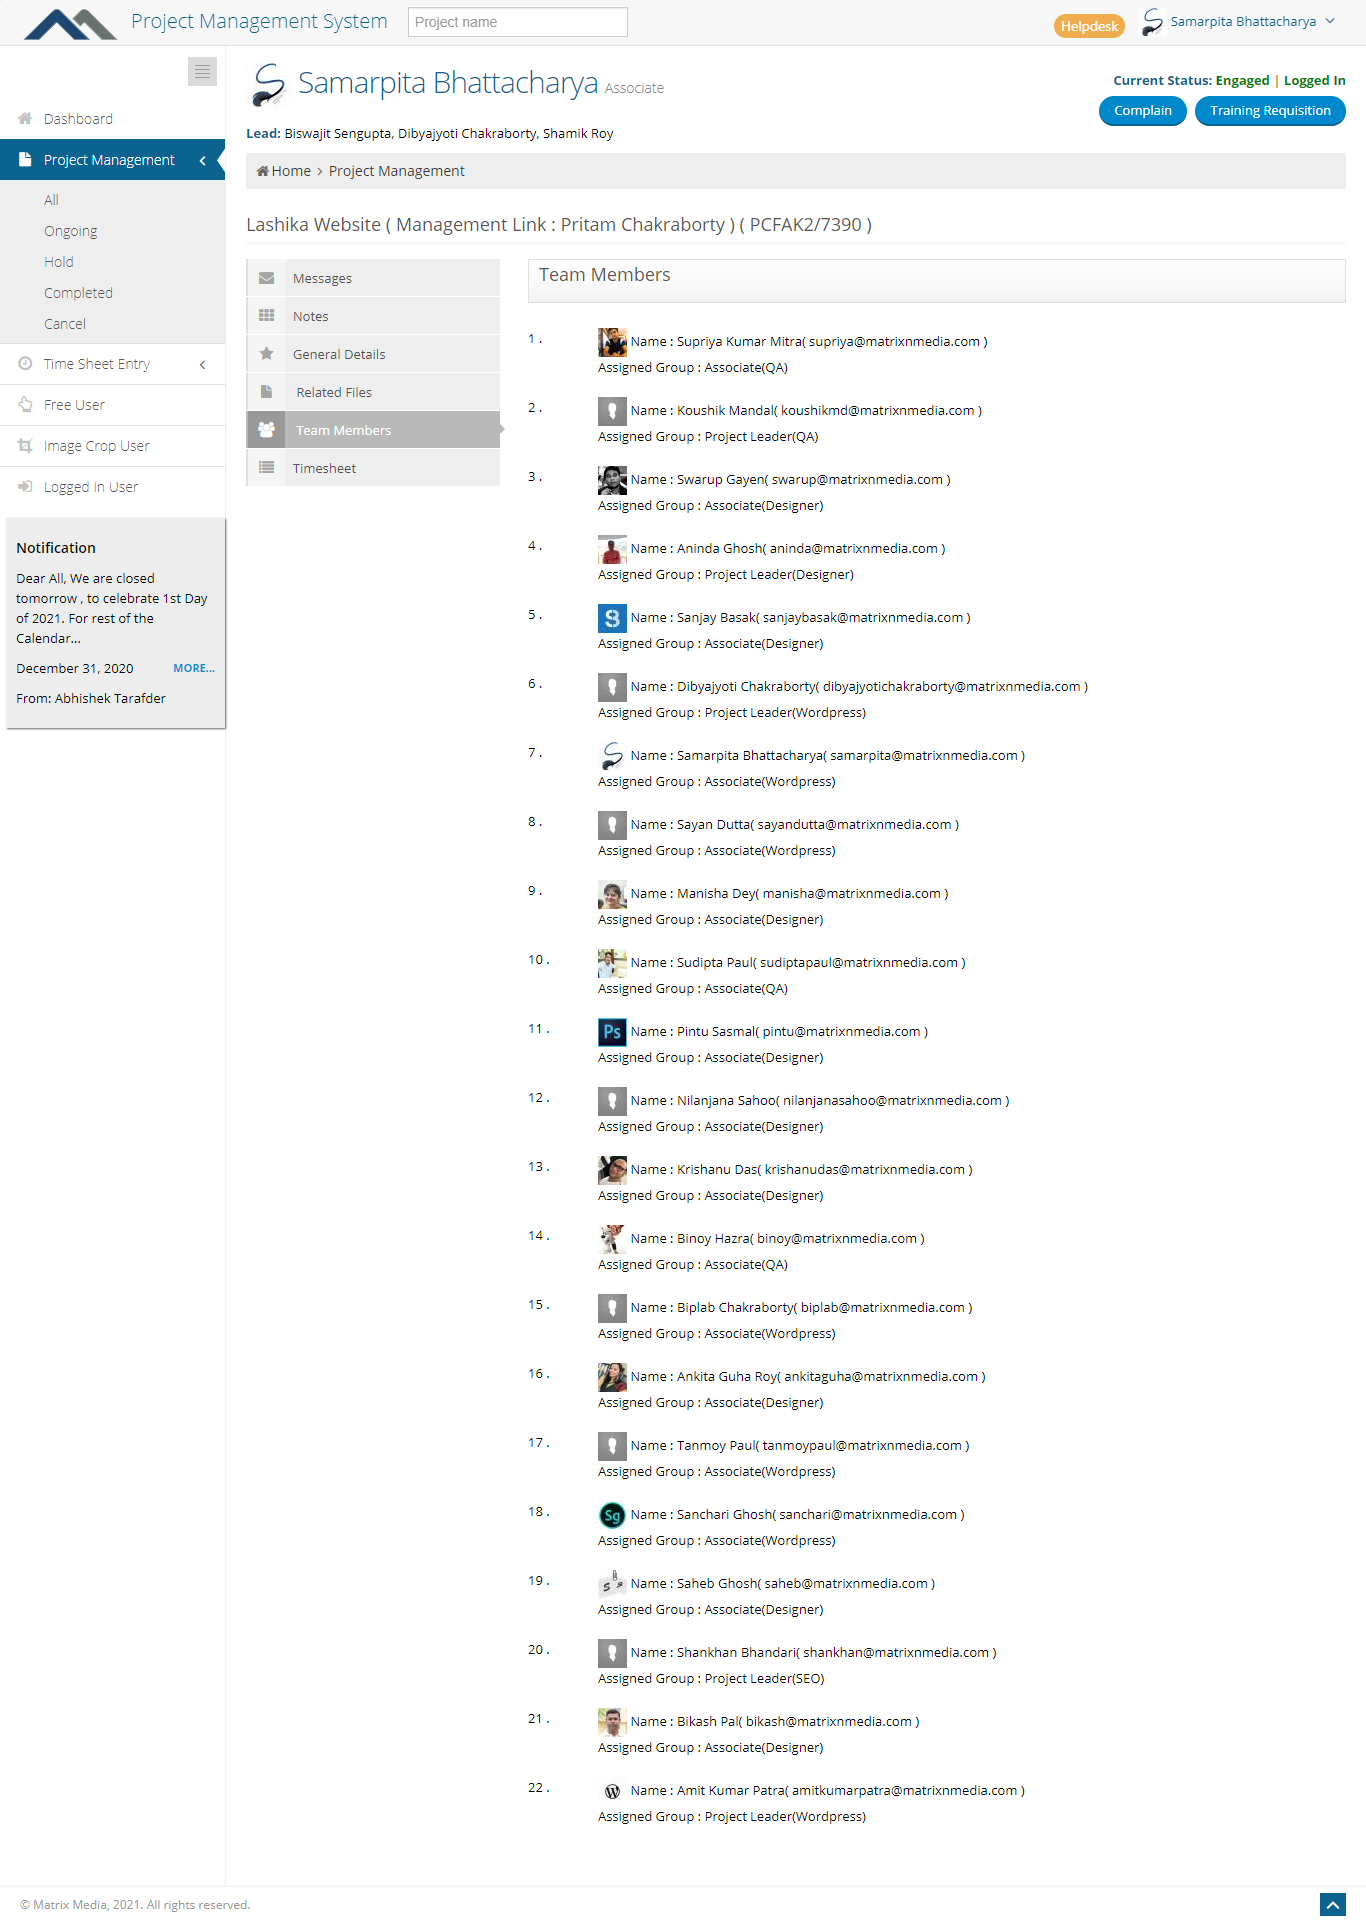 Project Management System
Project name
Helpdesk
Samarpita Bhattacharya
Samarpita Bhattacharya Associate
Current Status: Engaged | Logged In
Complain
Training Requisition
Lead: Biswajit Sengupta, Dibyajyoti Chakraborty, Shamik Roy
Home > Project Management
Dashboard
Project Management
All
Ongoing
Hold
Completed
Cancel
Time Sheet Entry
Free User
Image Crop User
Logged In User
Notification
Dear All, We are closed
tomorrow , to celebrate 1st Day
of 2021. For rest of the
Calendar...
December 31, 2020 MORE...
From: Abhishek Tarafder
Lashika Website ( Management Link : Pritam Chakraborty ) ( PCFAK2/7390 )
Messages
Notes
General Details
Related Files
Team Members
Timesheet
Team Members
1 . Name : Supriya Kumar Mitra( supriya@matrixnmedia.com )
Assigned Group : Associate(QA)
2 . Name : Koushik Mandal( koushikmd@matrixnmedia.com )
Assigned Group : Project Leader(QA)
3 . Name : Swarup Gayen( swarup@matrixnmedia.com )
Assigned Group : Associate(Designer)
4 . Name : Aninda Ghosh( aninda@matrixnmedia.com )
Assigned Group : Project Leader(Designer)
5 . Name : Sanjay Basak( sanjaybasak@matrixnmedia.com )
Assigned Group : Associate(Designer)
6 . Name : Dibyajyoti Chakraborty( dibyajyotichakraborty@matrixnmedia.com )
Assigned Group : Project Leader(Wordpress)
7 . Name : Samarpita Bhattacharya( samarpita@matrixnmedia.com )
Assigned Group : Associate(Wordpress)
8 . Name : Sayan Dutta( sayandutta@matrixnmedia.com )
Assigned Group : Associate(Wordpress)
9 . Name : Manisha Dey( manisha@matrixnmedia.com )
Assigned Group : Associate(Designer)
10 . Name : Sudipta Paul( sudiptapaul@matrixnmedia.com )
Assigned Group : Associate(QA)
11 . Ps Name : Pintu Sasmal( pintu@matrixnmedia.com )
Assigned Group : Associate(Designer)
12 . Name : Nilanjana Sahoo( nilanjanasahoo@matrixnmedia.com )
Assigned Group : Associate(Designer)
13 . Name : Krishanu Das( krishanudas@matrixnmedia.com )
Assigned Group : Associate(Designer)
14 . Name : Binoy Hazra( binoy@matrixnmedia.com )
Assigned Group : Associate(QA)
15 . Name : Biplab Chakraborty( biplab@matrixnmedia.com )
Assigned Group : Associate(Wordpress)
16 . Name : Ankita Guha Roy( ankitaguha@matrixnmedia.com )
Assigned Group : Associate(Designer)
17 . Name : Tanmoy Paul( tanmoypaul@matrixnmedia.com )
Assigned Group : Associate(Wordpress)
18 . Sg Name : Sanchari Ghosh( sanchari@matrixnmedia.com )
Assigned Group : Associate(Wordpress)
19 . Name : Saheb Ghosh( saheb@matrixnmedia.com )
Assigned Group : Associate(Designer)
20 . Name : Shankhan Bhandari( shankhan@matrixnmedia.com )
Assigned Group : Project Leader(SEO)
21 . Name : Bikash Pal( bikash@matrixnmedia.com )
Assigned Group : Associate(Designer)
22 . Name : Amit Kumar Patra( amitkumarpatra@matrixnmedia.com )
Assigned Group : Project Leader(Wordpress)
© Matrix Media, 2021. All rights reserved.